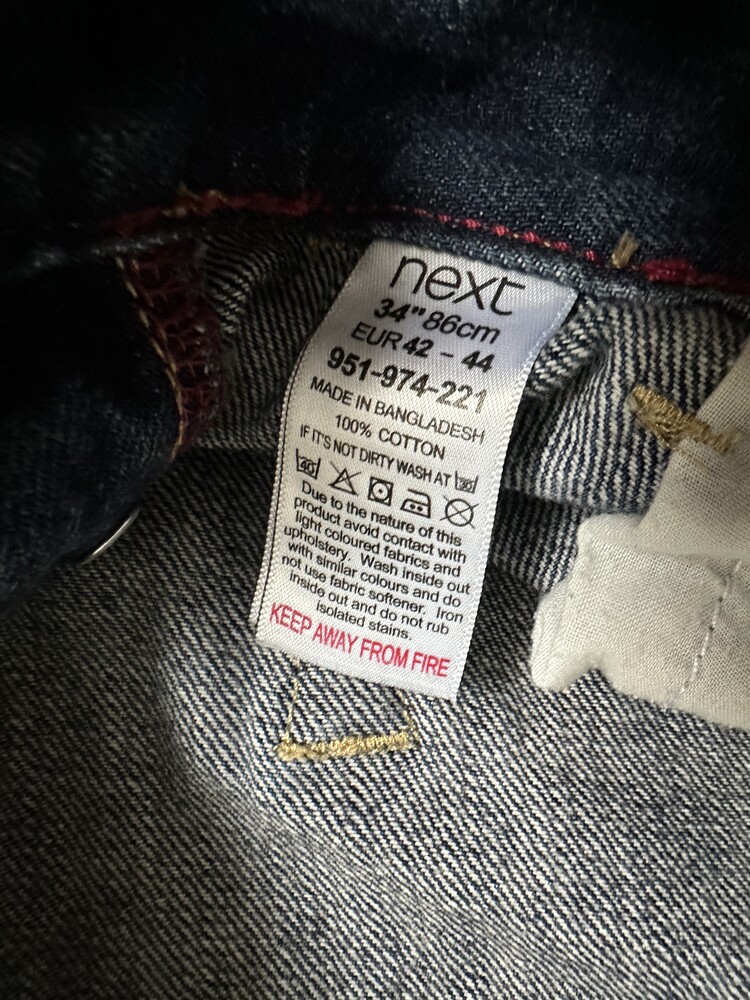 next
34" 86cm
EUR 42 - 44
951-974-221
MADE IN BANGLADESH
100% COTTON
IF IT'S NOT DIRTY WASH AT 30
40
Due to the nature of this
product avoid contact with
light coloured fabrics and
upholstery. Wash inside out
with similar colours and do
not use fabric softener. Iron
inside out and do not rub
isolated stains.
KEEP AWAY FROM FIRE